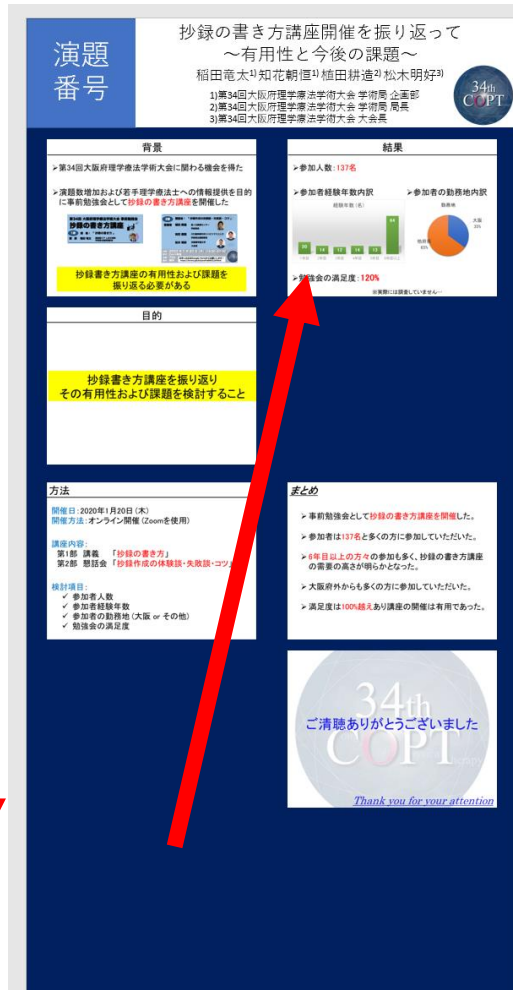 演題
番号
抄録の書き方講座開催を振り返って
～有用性と今後の課題～
稲田竜太1)知花朝恒1)植田耕造2)松木明好3)
1)第34回大阪府理学療法学術大会 学術局 企画部
2)第34回大阪府理学療法学術大会 学術局 局長
3)第34回大阪府理学療法学術大会 大会長
34th
COPT
背景
➢第34回大阪府理学療法学術大会に関わる機会を得た
➢演題数増加および若手理学療法士への情報提供を目的
に事前勉強会として抄録の書き方講座を開催した
抄録の書き方講座
抄録書き方講座の有用性および課題を
振り返る必要がある
目的
抄録書き方講座を振り返り
その有用性および課題を検討すること
方法
開催日：2020年1月20日（木）
開催方法：オンライン開催（Zoomを使用）
講座内容：
第1部 講義 「抄録の書き方」
第2部 懇話会「抄録作成の体験談・失敗談・コツ」
検討項目：
✓ 参加者人数
✓ 参加者経験年数
✓ 参加者の勤務地（大阪 or その他）
✓ 勉強会の満足度
結果
➢参加人数：137名
➢参加者経験年数内訳
➢参加者の勤務地内訳
経験年数（名）
勤務地
大阪
他府県
➢勉強会の満足度：120%
※実際には調査していません…
まとめ
➢事前勉強会として抄録の書き方講座を開催した。
➢参加者は137名と多くの方に参加していただいた。
➢6年目以上の方々の参加も多く、抄録の書き方講座
の需要の高さが明らかとなった。
➢大阪府外からも多くの方に参加していただいた。
➢満足度は100%越えあり講座の開催は有用であった。
34th
COPT
ご清聴ありがとうございました
Thank you for your attention